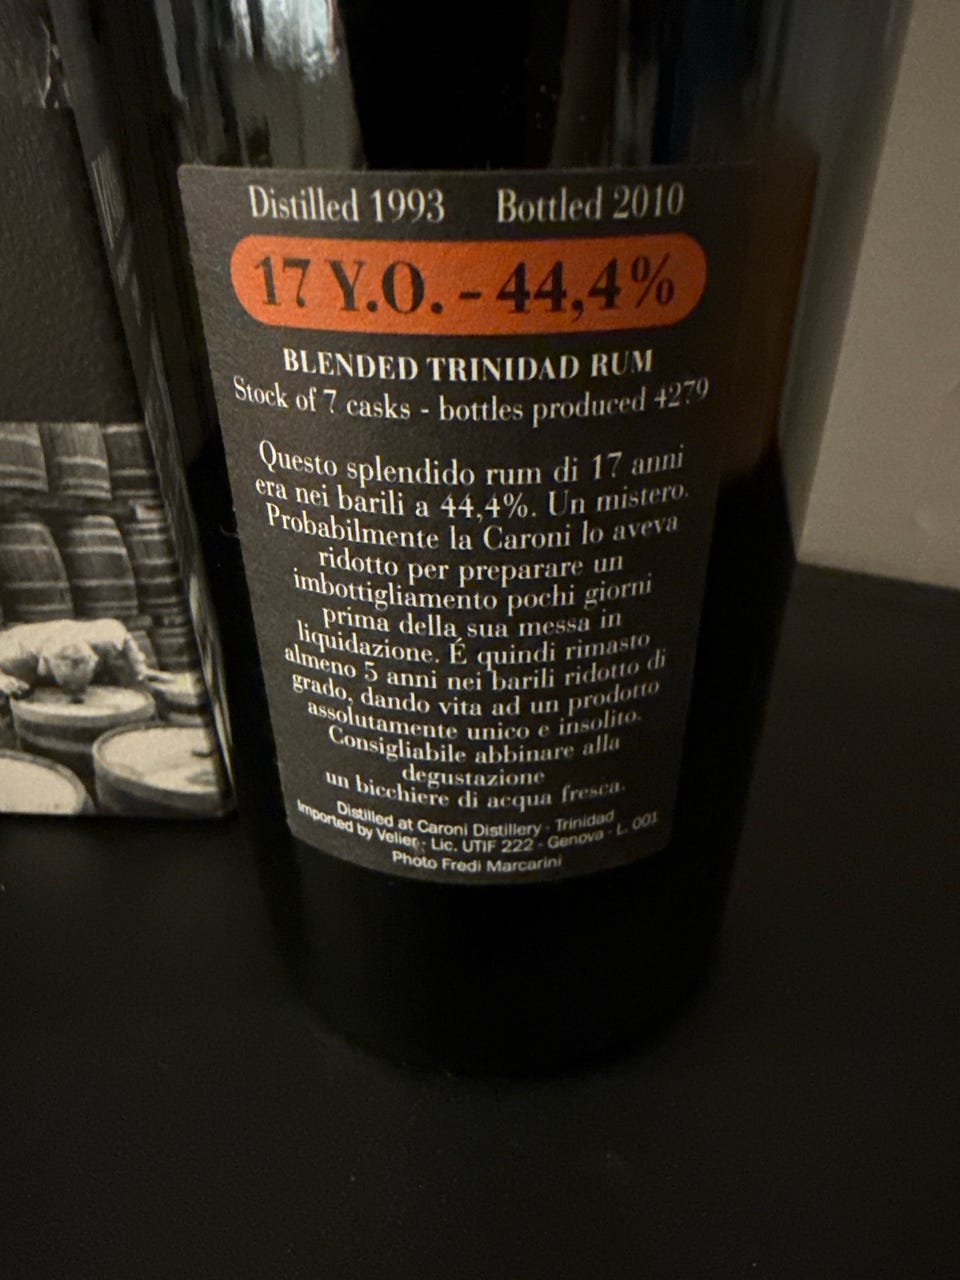 Distilled 1993 Bottled 2010
17 Y.O. - 44,4%
BLENDED TRINIDAD RUM
Stock of 7 casks - bottles produced 4279
Questo splendido rum di 17 anni
era nei barili a 44,4%. Un mistero.
Probabilmente la Caroni lo aveva
ridotto per preparare un
imbottigliamento pochi giorni
prima della sua messa in
liquidazione. É quindi rimasto
almeno 5 anni nei barili ridotto di
grado, dando vita ad un prodotto
assolutamente unico e insolito.
Consigliabile abbinare alla
degustazione
un bicchiere di acqua fresca.
Distilled at Caroni Distillery - Trinidad
Imported by Velier - Lic. UTIF 222 - Genova - L. 001
Photo Fredi Marcarini